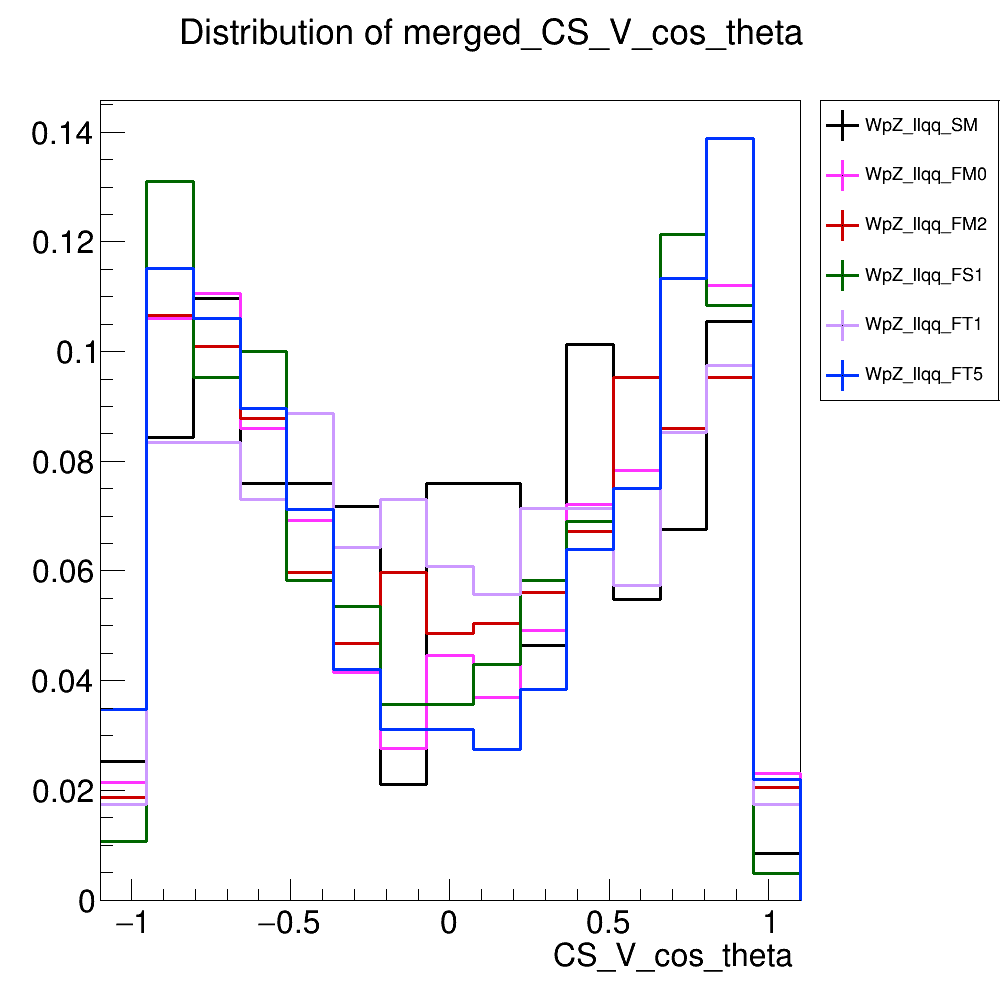 Distribution of merged_CS_V_cos_theta
0.14
0.12
0.1
0.08
0.06
0.04
0.02
0
−1
−0.5
0
0.5
1
CS_V_cos_theta
WpZ_llqq_SM
WpZ_llqq_FM0
WpZ_llqq_FM2
WpZ_llqq_FS1
WpZ_llqq_FT1
WpZ_llqq_FT5